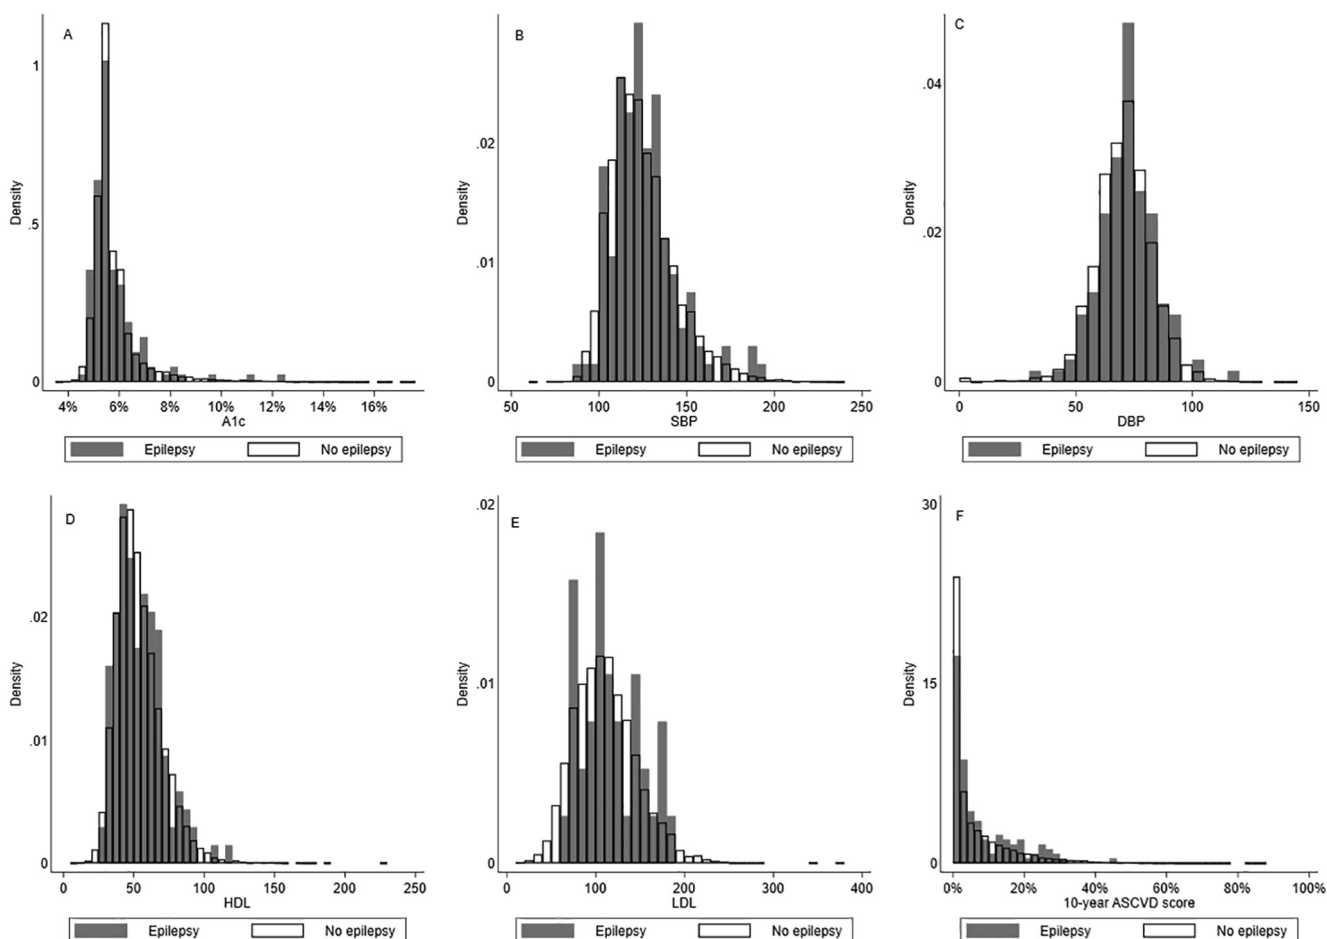 A
Density
1
.5
0
4% 6% 8% 10% 12% 14% 16%
A1c
Epilepsy No epilepsy
B
Density
.02
.01
0
50 100 150 200 250
SBP
Epilepsy No epilepsy
C
Density
.04
.02
0
0 50 100 150
DBP
Epilepsy No epilepsy
D
Density
.02
.01
0
0 50 100 150 200 250
HDL
Epilepsy No epilepsy
E
Density
.02
.01
0
0 100 200 300 400
LDL
Epilepsy No epilepsy
F
Density
30
15
0
0% 20% 40% 60% 80% 100%
10-year ASCVD score
Epilepsy No epilepsy